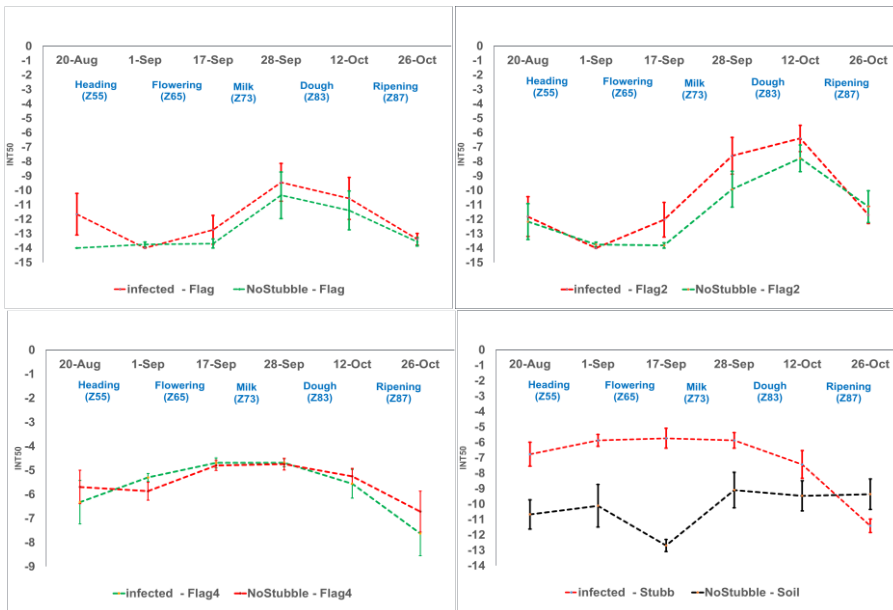 0
-1
-2
-3
-4
-5
-6
-7
-8
-9
-10
-11
-12
-13
-14
-15
INT50
20-Aug 1-Sep 17-Sep 28-Sep 12-Oct 26-Oct
Heading Flowering Milk Dough Ripening
(Z55) (Z65) (Z73) (Z83) (Z87)
infected - Flag NoStubble - Flag
0
-1
-2
-3
-4
-5
-6
-7
-8
-9
-10
-11
-12
-13
-14
-15
INT50
20-Aug 1-Sep 17-Sep 28-Sep 12-Oct 26-Oct
Heading Flowering Milk Dough Ripening
(Z55) (Z65) (Z73) (Z83) (Z87)
infected - Flag2 NoStubble - Flag2
0
-1
-2
-3
-4
-5
-6
-7
-8
-9
INT50
20-Aug 1-Sep 17-Sep 28-Sep 12-Oct 26-Oct
Heading Flowering Milk Dough Ripening
(Z55) (Z65) (Z73) (Z83) (Z87)
infected - Flag4 NoStubble - Flag4
0
-1
-2
-3
-4
-5
-6
-7
-8
-9
-10
-11
-12
-13
-14
INT50
20-Aug 1-Sep 17-Sep 28-Sep 12-Oct 26-Oct
Heading Flowering Milk Dough Ripening
(Z55) (Z65) (Z73) (Z83) (Z87)
infected - Stubb NoStubble - Soil